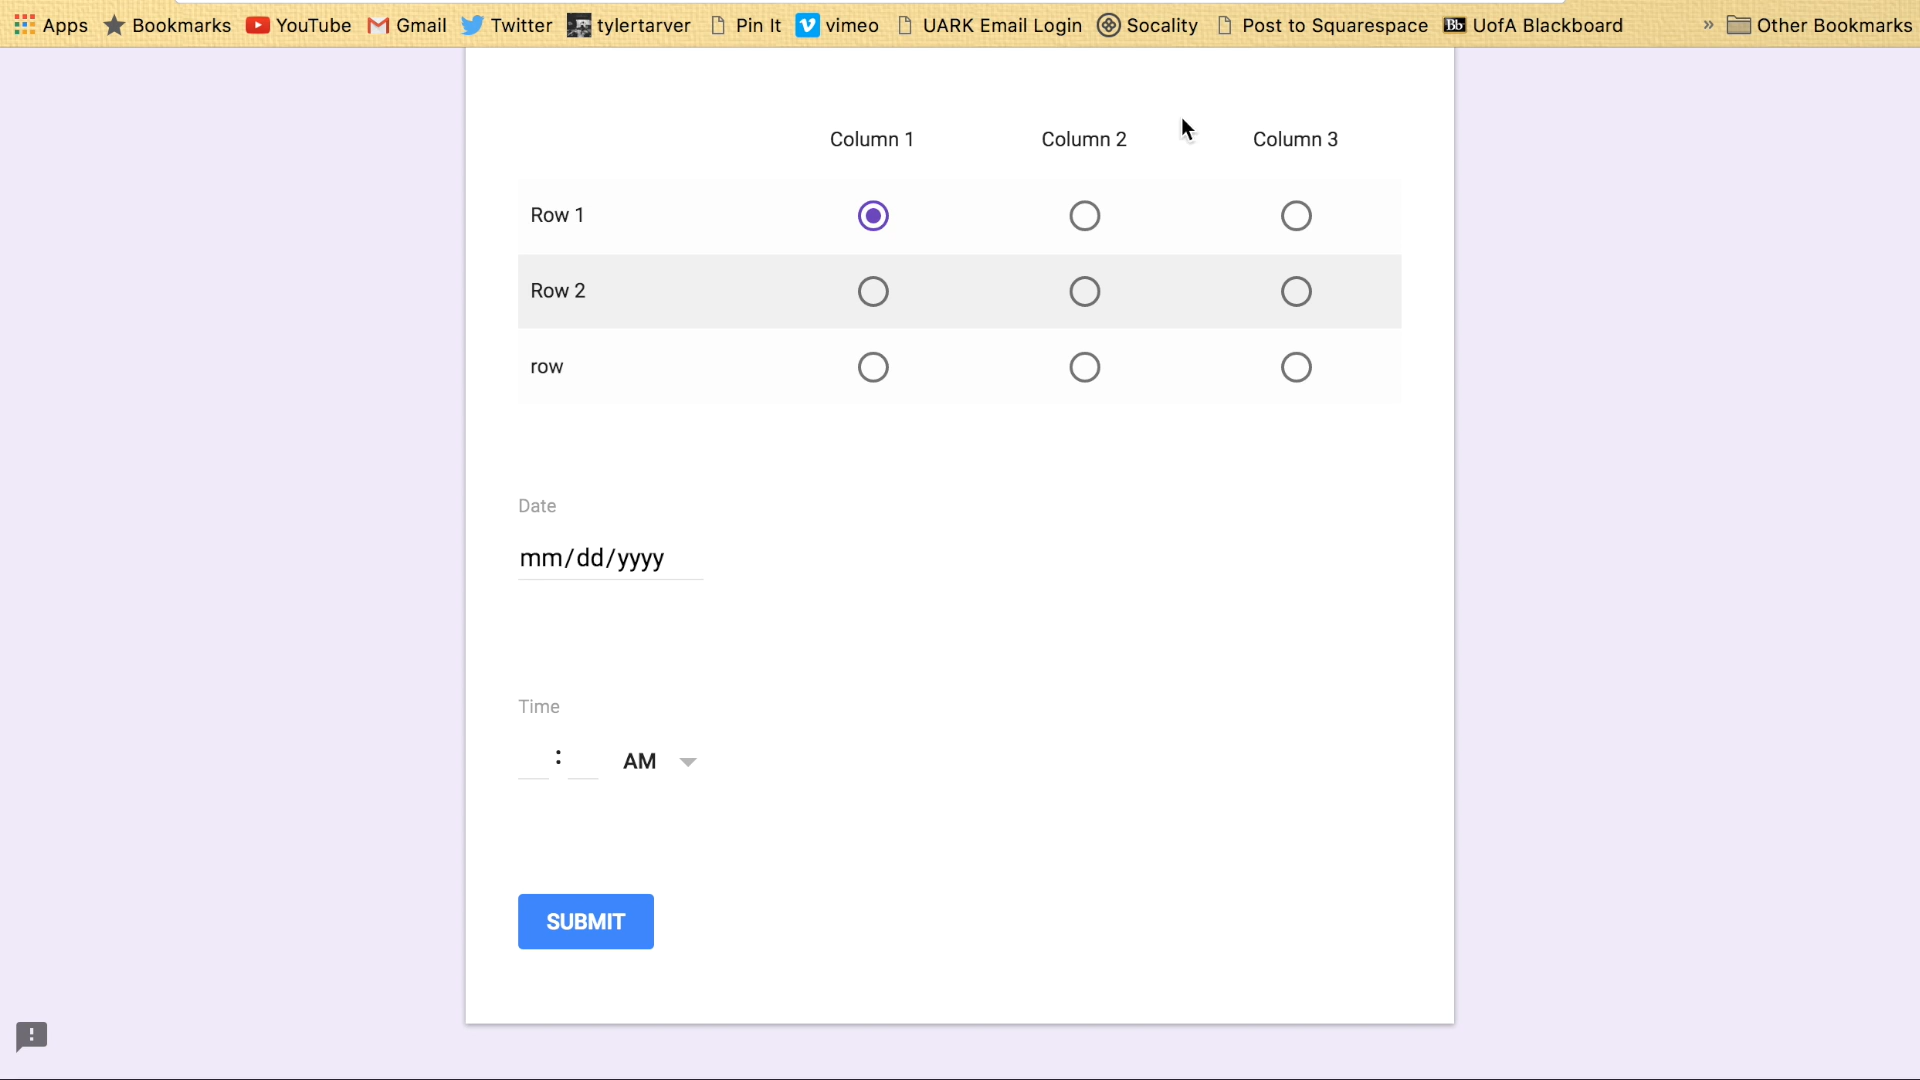 Apps Bookmarks YouTube Gmail Twitter tylertarver Pin It vimeo UARK Email Login Socality Post to Squarespace Bb UofA Blackboard » Other Bookmarks
Column 1 Column 2 Column 3
Row 1
Row 2
row
Date
mm/dd/yyyy
Time
: AM
SUBMIT